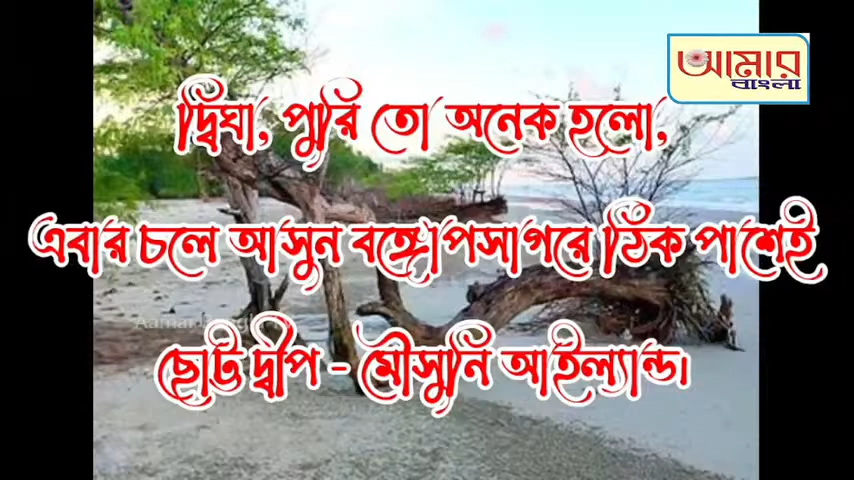 আমার
বাংলা
দ্বিঘা, পুরি তো অনেক হলো,
এবার চলে আসুন বঙ্গোপসাগরে ঠিক পাশেই
ছোট্ট দ্বীপ - মৌসুনি আইল্যান্ড।